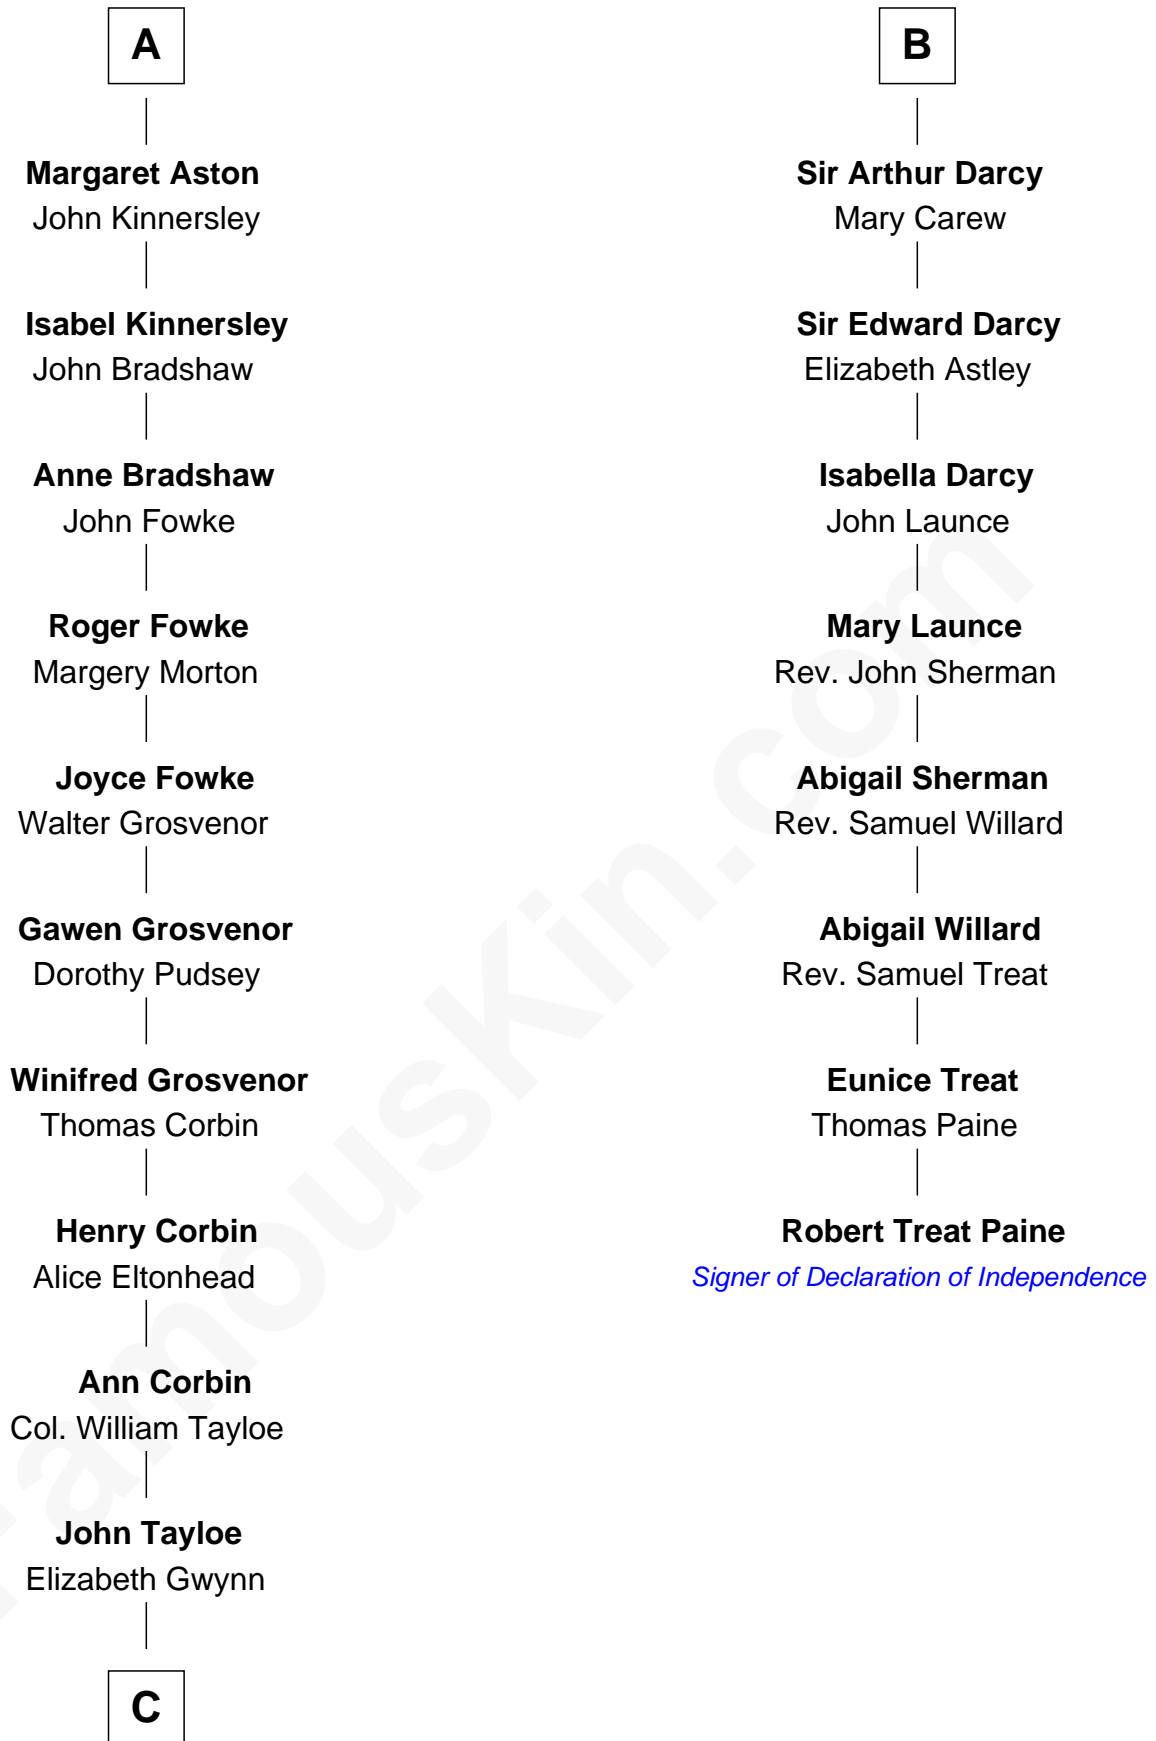 A
Margaret Aston
John Kinnersley
Isabel Kinnersley
John Bradshaw
Anne Bradshaw
John Fowke
Roger Fowke
Margery Morton
Joyce Fowke
Walter Grosvenor
Gawen Grosvenor
Dorothy Pudsey
Winifred Grosvenor
Thomas Corbin
Henry Corbin
Alice Eltonhead
Ann Corbin
Col. William Tayloe
John Tayloe
Elizabeth Gwynn
C
B
Sir Arthur Darcy
Mary Carew
Sir Edward Darcy
Elizabeth Astley
Isabella Darcy
John Launce
Mary Launce
Rev. John Sherman
Abigail Sherman
Rev. Samuel Willard
Abigail Willard
Rev. Samuel Treat
Eunice Treat
Thomas Paine
Robert Treat Paine
Signer of Declaration of Independence
FamousKin.com